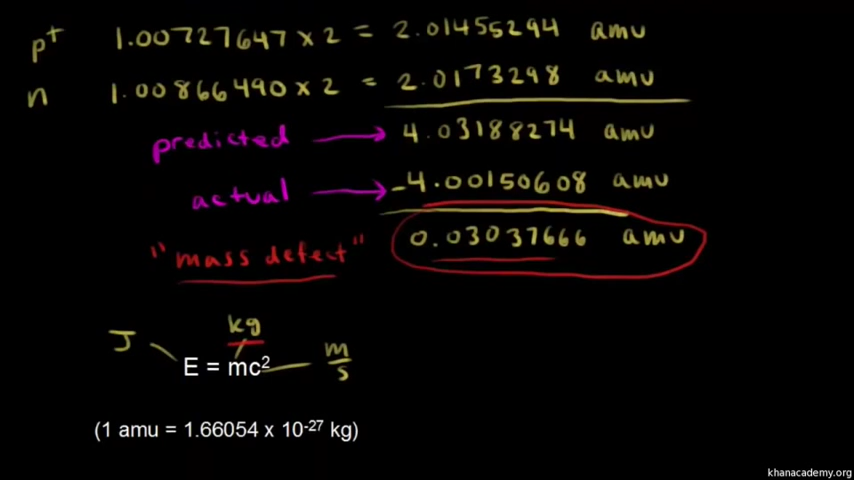 p+ 1.00727647 x 2 = 2.01455294 amu
n 1.00866490 x 2 = 2.0173298 amu
predicted → 4.03188274 amu
actual → -4.00150608 amu
"mass defect" 0.03037666 amu
J kg
E = mc² m/s
(1 amu = 1.66054 x 10⁻²⁷ kg)
khanacademy.org